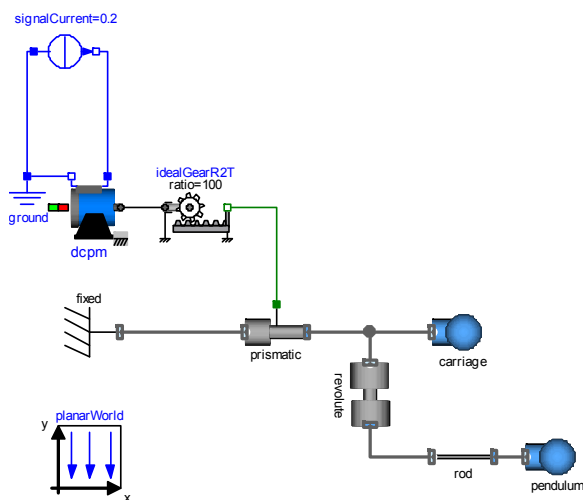 signalCurrent=0.2
idealGearR2T
ratio=100
ground
dcpm
fixed
prismatic
carriage
revolute
planarWorld
y
x
rod
pendulum